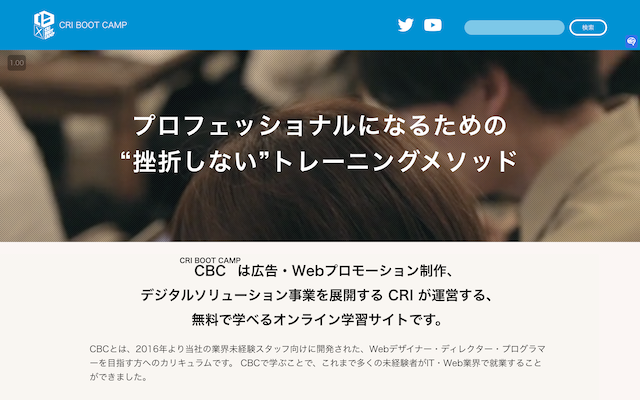 CRI BOOT CAMP
検索
1.00
プロフェッショナルになるための
“挫折しない”トレーニングメソッド
CRI BOOT CAMP
CBC は広告・Webプロモーション制作、
デジタルソリューション事業を展開する CRI が運営する、
無料で学べるオンライン学習サイトです。
CBCとは、2016年より当社の業界未経験スタッフ向けに開発された、Webデザイナー・ディレクター・プログラマ
ーを目指す方へのカリキュラムです。 CBCで学ぶことで、これまで多くの未経験者がIT・Web業界で就業すること
ができました。